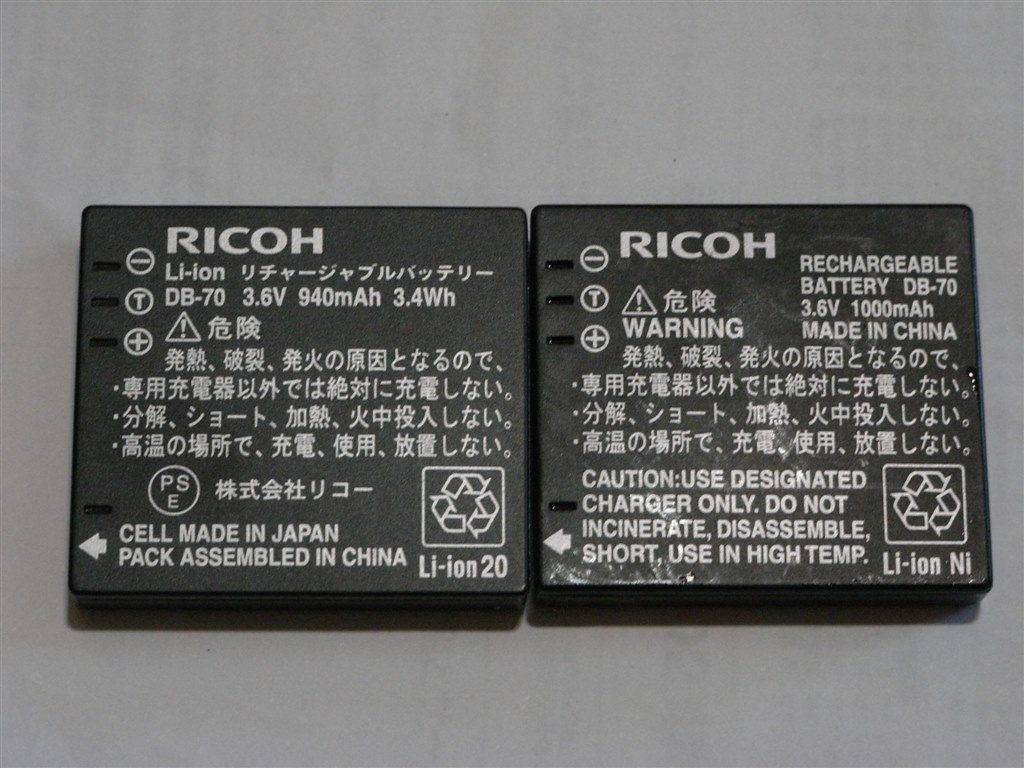 RICOH
Li-ion リチャージャブルバッテリー
DB-70 3.6V 940mAh 3.4Wh
危険
発熱、破裂、発火の原因となるので、
・専用充電器以外では絶対に充電しない。
・分解、ショート、加熱、火中投入しない。
・高温の場所で、充電、使用、放置しない。
PS
E
株式会社リコー
CELL MADE IN JAPAN
PACK ASSEMBLED IN CHINA
Li-ion20
T
RICOH
RECHARGEABLE
BATTERY DB-70
3.6V 1000mAh
MADE IN CHINA
T
危険
WARNING
発熱、破裂、発火の原因となるので、
・専用充電器以外では絶対に充電しない。
・分解、ショート、加熱、火中投入しない。
・高温の場所で、充電、使用、放置しない。
CAUTION:USE DESIGNATED
CHARGER ONLY. DO NOT
INCINERATE, DISASSEMBLE,
SHORT, USE IN HIGH TEMP.
Li-ion Ni